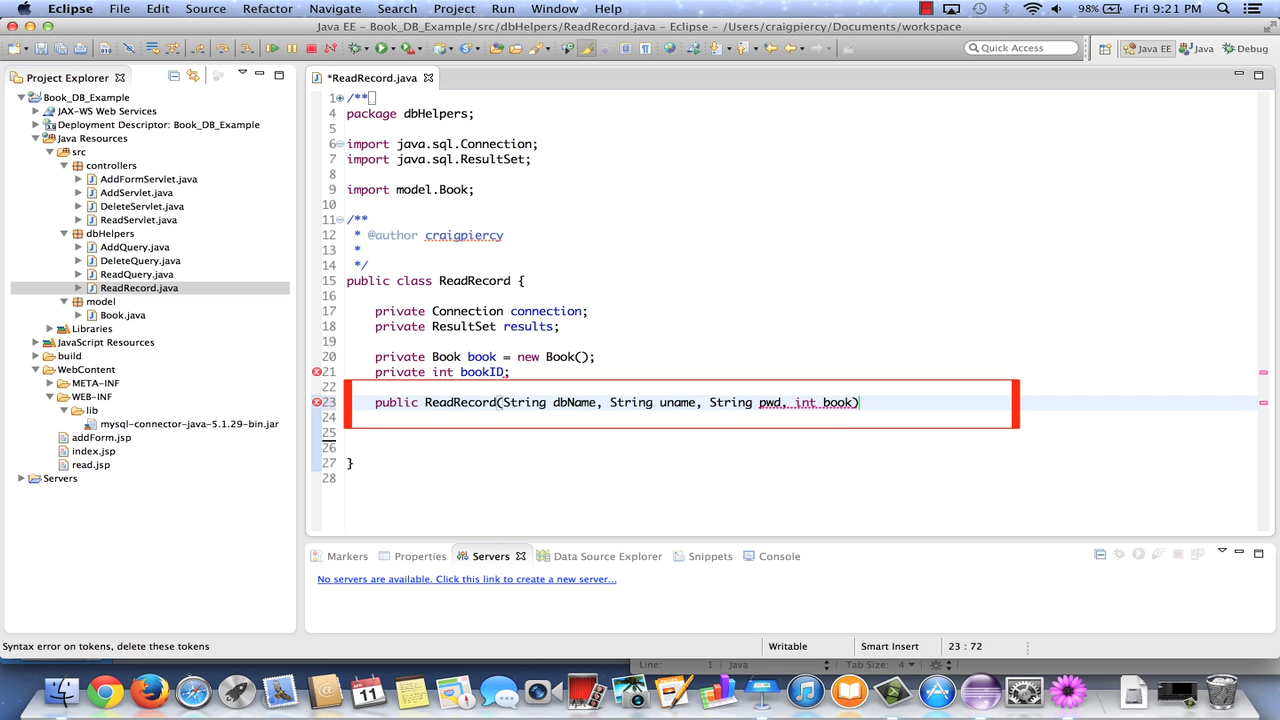 Eclipse File Edit Source Refactor Navigate Search Project Run Window Help 98% Fri 9:21 PM
Java EE - Book_DB_Example/src/dbHelpers/ReadRecord.java - Eclipse - /Users/craigpiercy/Documents/workspace
Quick Access Java EE Java Debug
Project Explorer
Book_DB_Example
JAX-WS Web Services
Deployment Descriptor: Book_DB_Example
Java Resources
src
controllers
AddFormServlet.java
AddServlet.java
DeleteServlet.java
ReadServlet.java
dbHelpers
AddQuery.java
DeleteQuery.java
ReadQuery.java
ReadRecord.java
model
Book.java
Libraries
JavaScript Resources
build
WebContent
META-INF
WEB-INF
lib
mysql-connector-java-5.1.29-bin.jar
addForm.jsp
index.jsp
read.jsp
Servers
*ReadRecord.java
1 /**
4 package dbHelpers;
5
6 import java.sql.Connection;
7 import java.sql.ResultSet;
8
9 import model.Book;
10
11 /**
12 * @author craigpiercy
13 *
14 */
15 public class ReadRecord {
16
17 private Connection connection;
18 private ResultSet results;
19
20 private Book book = new Book();
21 private int bookID;
22
23 public ReadRecord(String dbName, String uname, String pwd, int book)
24
25
26
27 }
28
Markers Properties Servers Data Source Explorer Snippets Console
No servers are available. Click this link to create a new server...
Syntax error on tokens, delete these tokens Writable Smart Insert 23 : 72
Line: 1 Java Tab Size: 4
APR
11